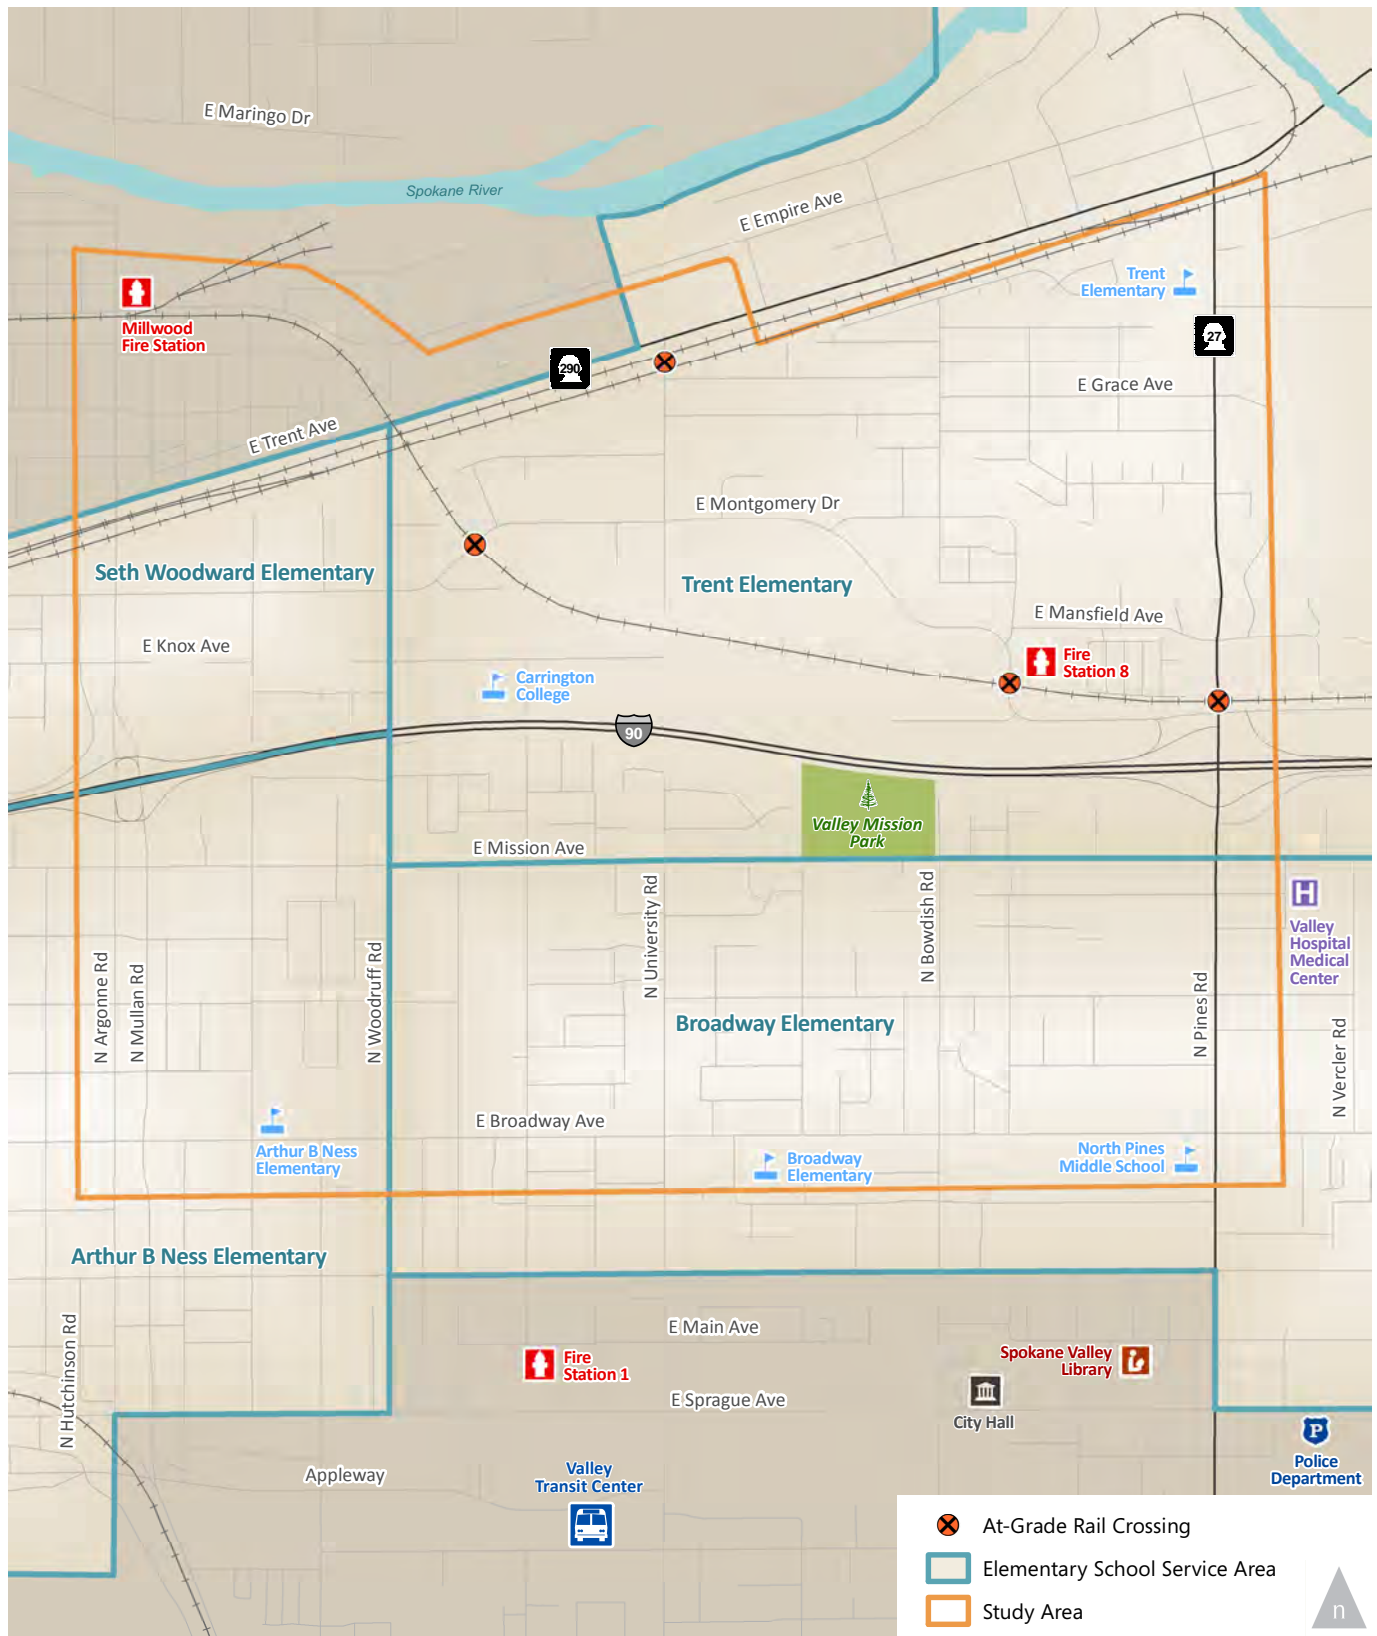 E Maringo Dr
Spokane River
E Empire Ave
Trent
Elementary
Millwood
Fire Station
27
290
E Grace Ave
E Trent Ave
E Montgomery Dr
Seth Woodward Elementary
Trent Elementary
E Mansfield Ave
E Knox Ave
Fire
Station 8
Carrington
College
90
Valley Mission
Park
E Mission Ave
N University Rd
N Bowdish Rd
H
Valley
Hospital
Medical
Center
N Argonne Rd
N Mullan Rd
N Woodruff Rd
N Pines Rd
Broadway Elementary
N Vercler Rd
E Broadway Ave
Arthur B Ness
Elementary
Broadway
Elementary
North Pines
Middle School
Arthur B Ness Elementary
N Hutchinson Rd
E Main Ave
Fire
Station 1
Spokane Valley
Library
E Sprague Ave
City Hall
P
Police
Department
Appleway
Valley
Transit Center
At-Grade Rail Crossing
Elementary School Service Area
Study Area
n